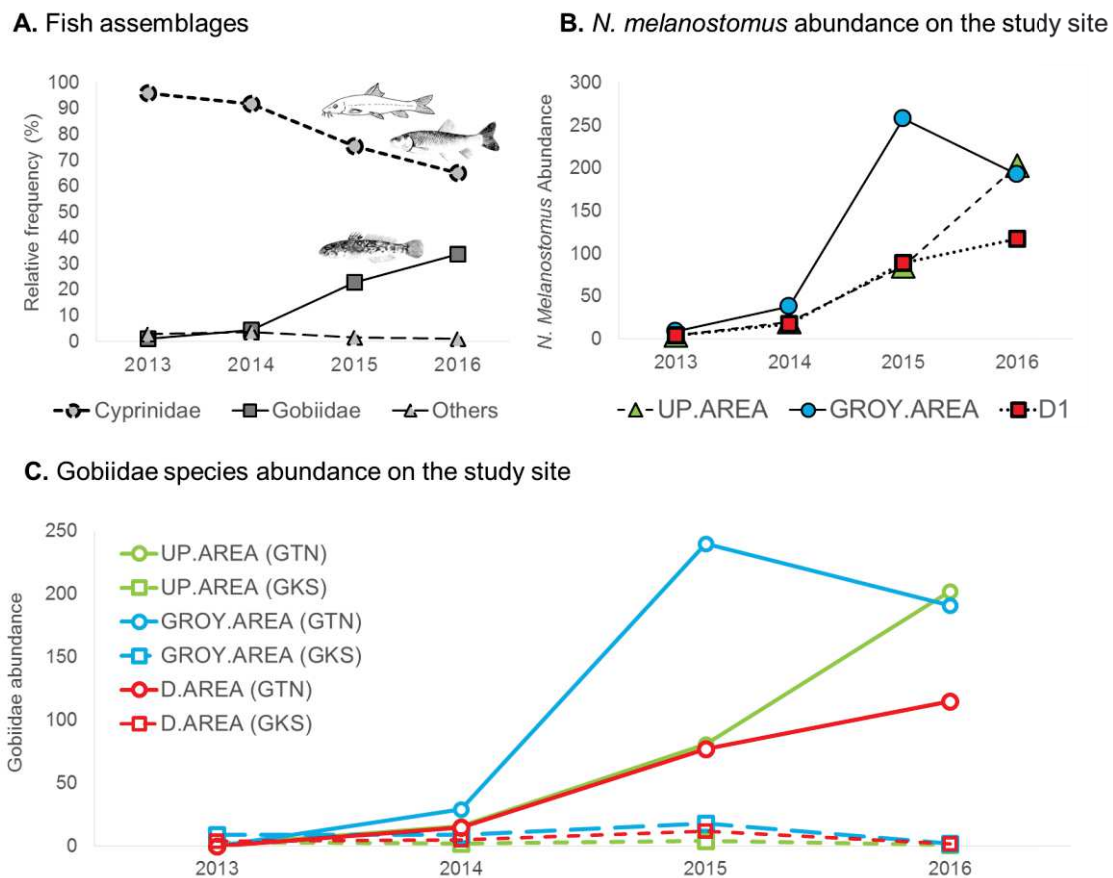 A. Fish assemblages
B. N. melanostomus abundance on the study site
Relative frequency (%)
100
90
80
70
60
50
40
30
20
10
0
2013 2014 2015 2016
Cyprinidae Gobiidae Others
N. Melanostomus Abundance
300
250
200
150
100
50
0
2013 2014 2015 2016
UP.AREA GROY.AREA D1
C. Gobiidae species abundance on the study site
Gobiidae abundance
250
200
150
100
50
0
UP.AREA (GTN)
UP.AREA (GKS)
GROY.AREA (GTN)
GROY.AREA (GKS)
D.AREA (GTN)
D.AREA (GKS)
2013 2014 2015 2016